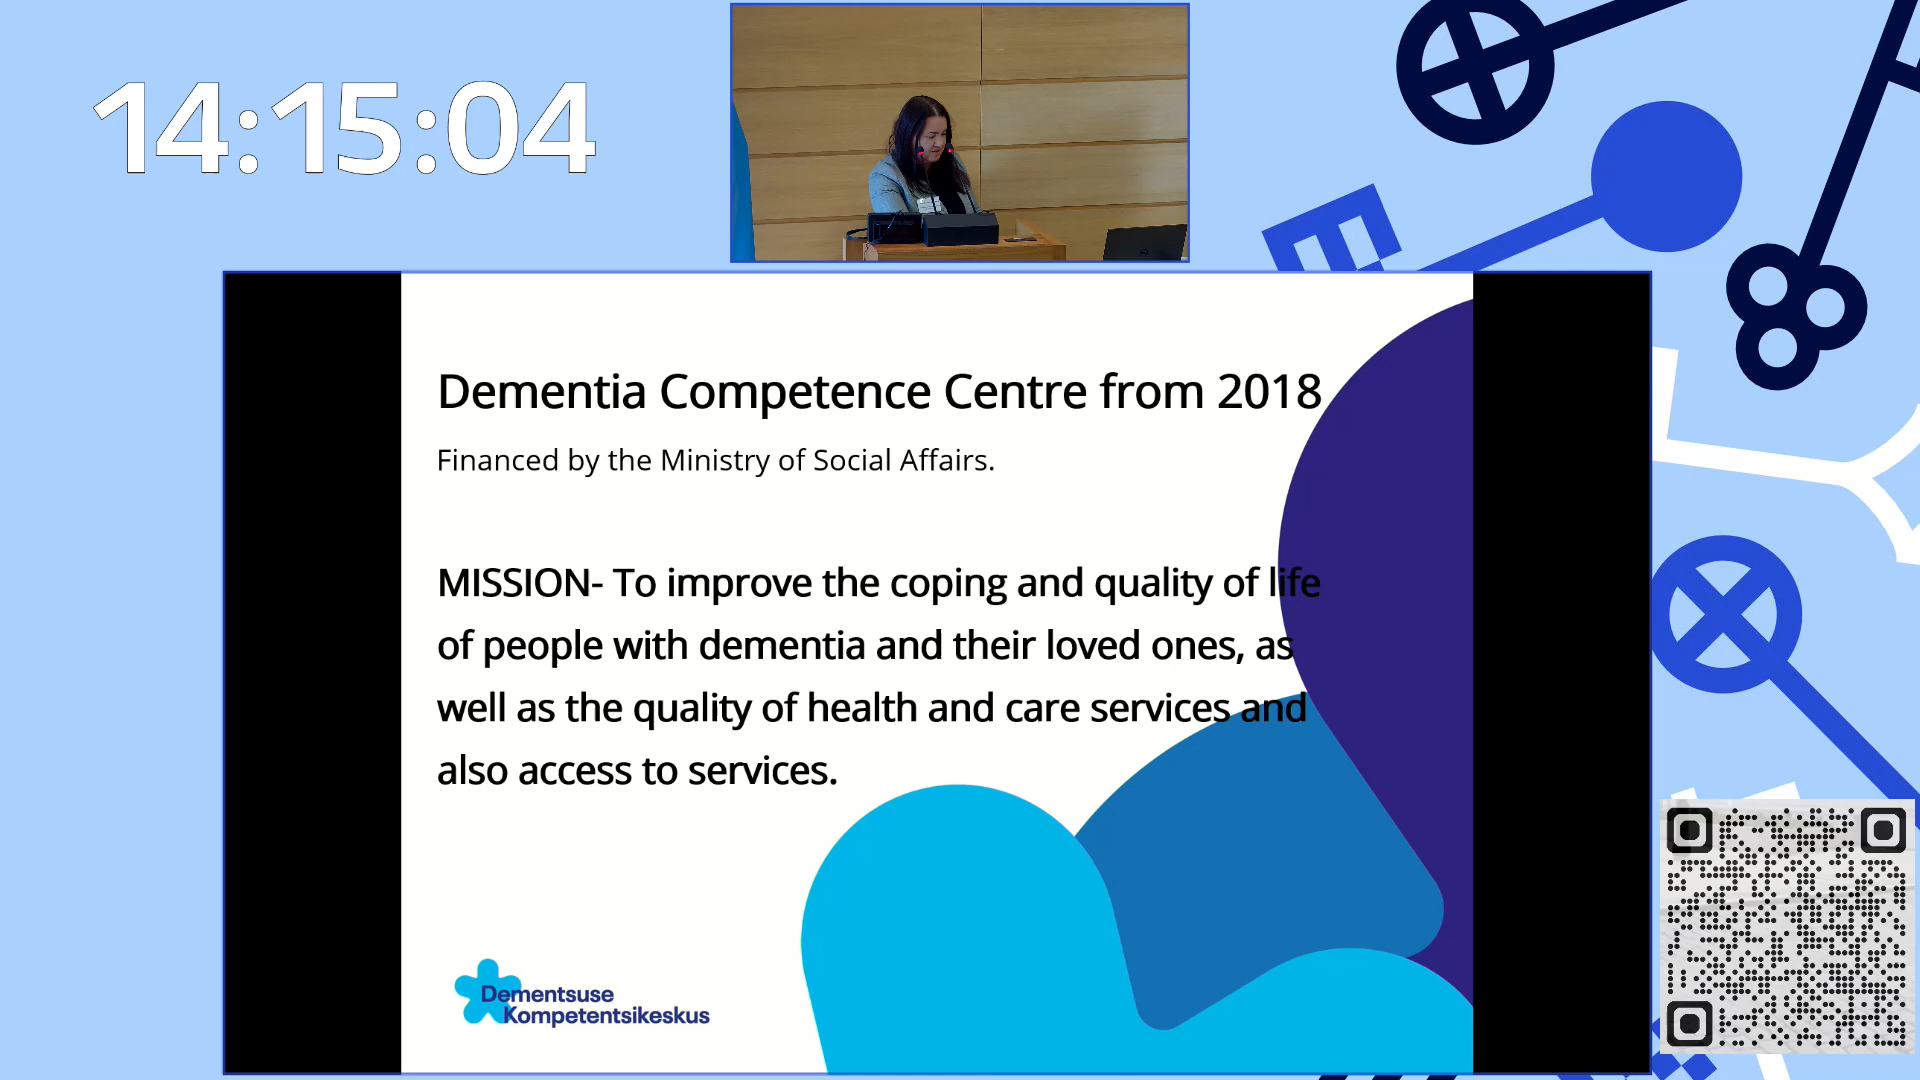 14:15:04
Dementia Competence Centre from 2018
Financed by the Ministry of Social Affairs.
MISSION- To improve the coping and quality of life
of people with dementia and their loved ones, as
well as the quality of health and care services and
also access to services.
Dementsuse
Kompetentsikeskus